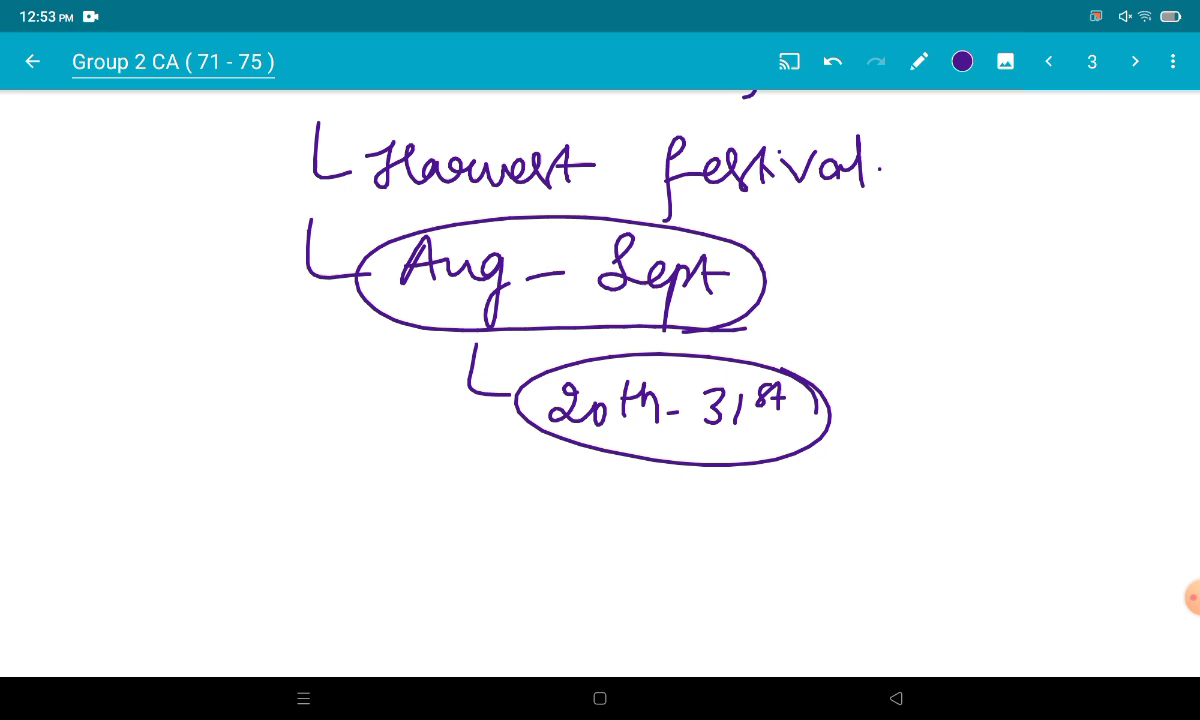 12:53 PM
Group 2 CA ( 71 - 75 )
3
Harvest festival.
Aug - Sept
20th - 31st